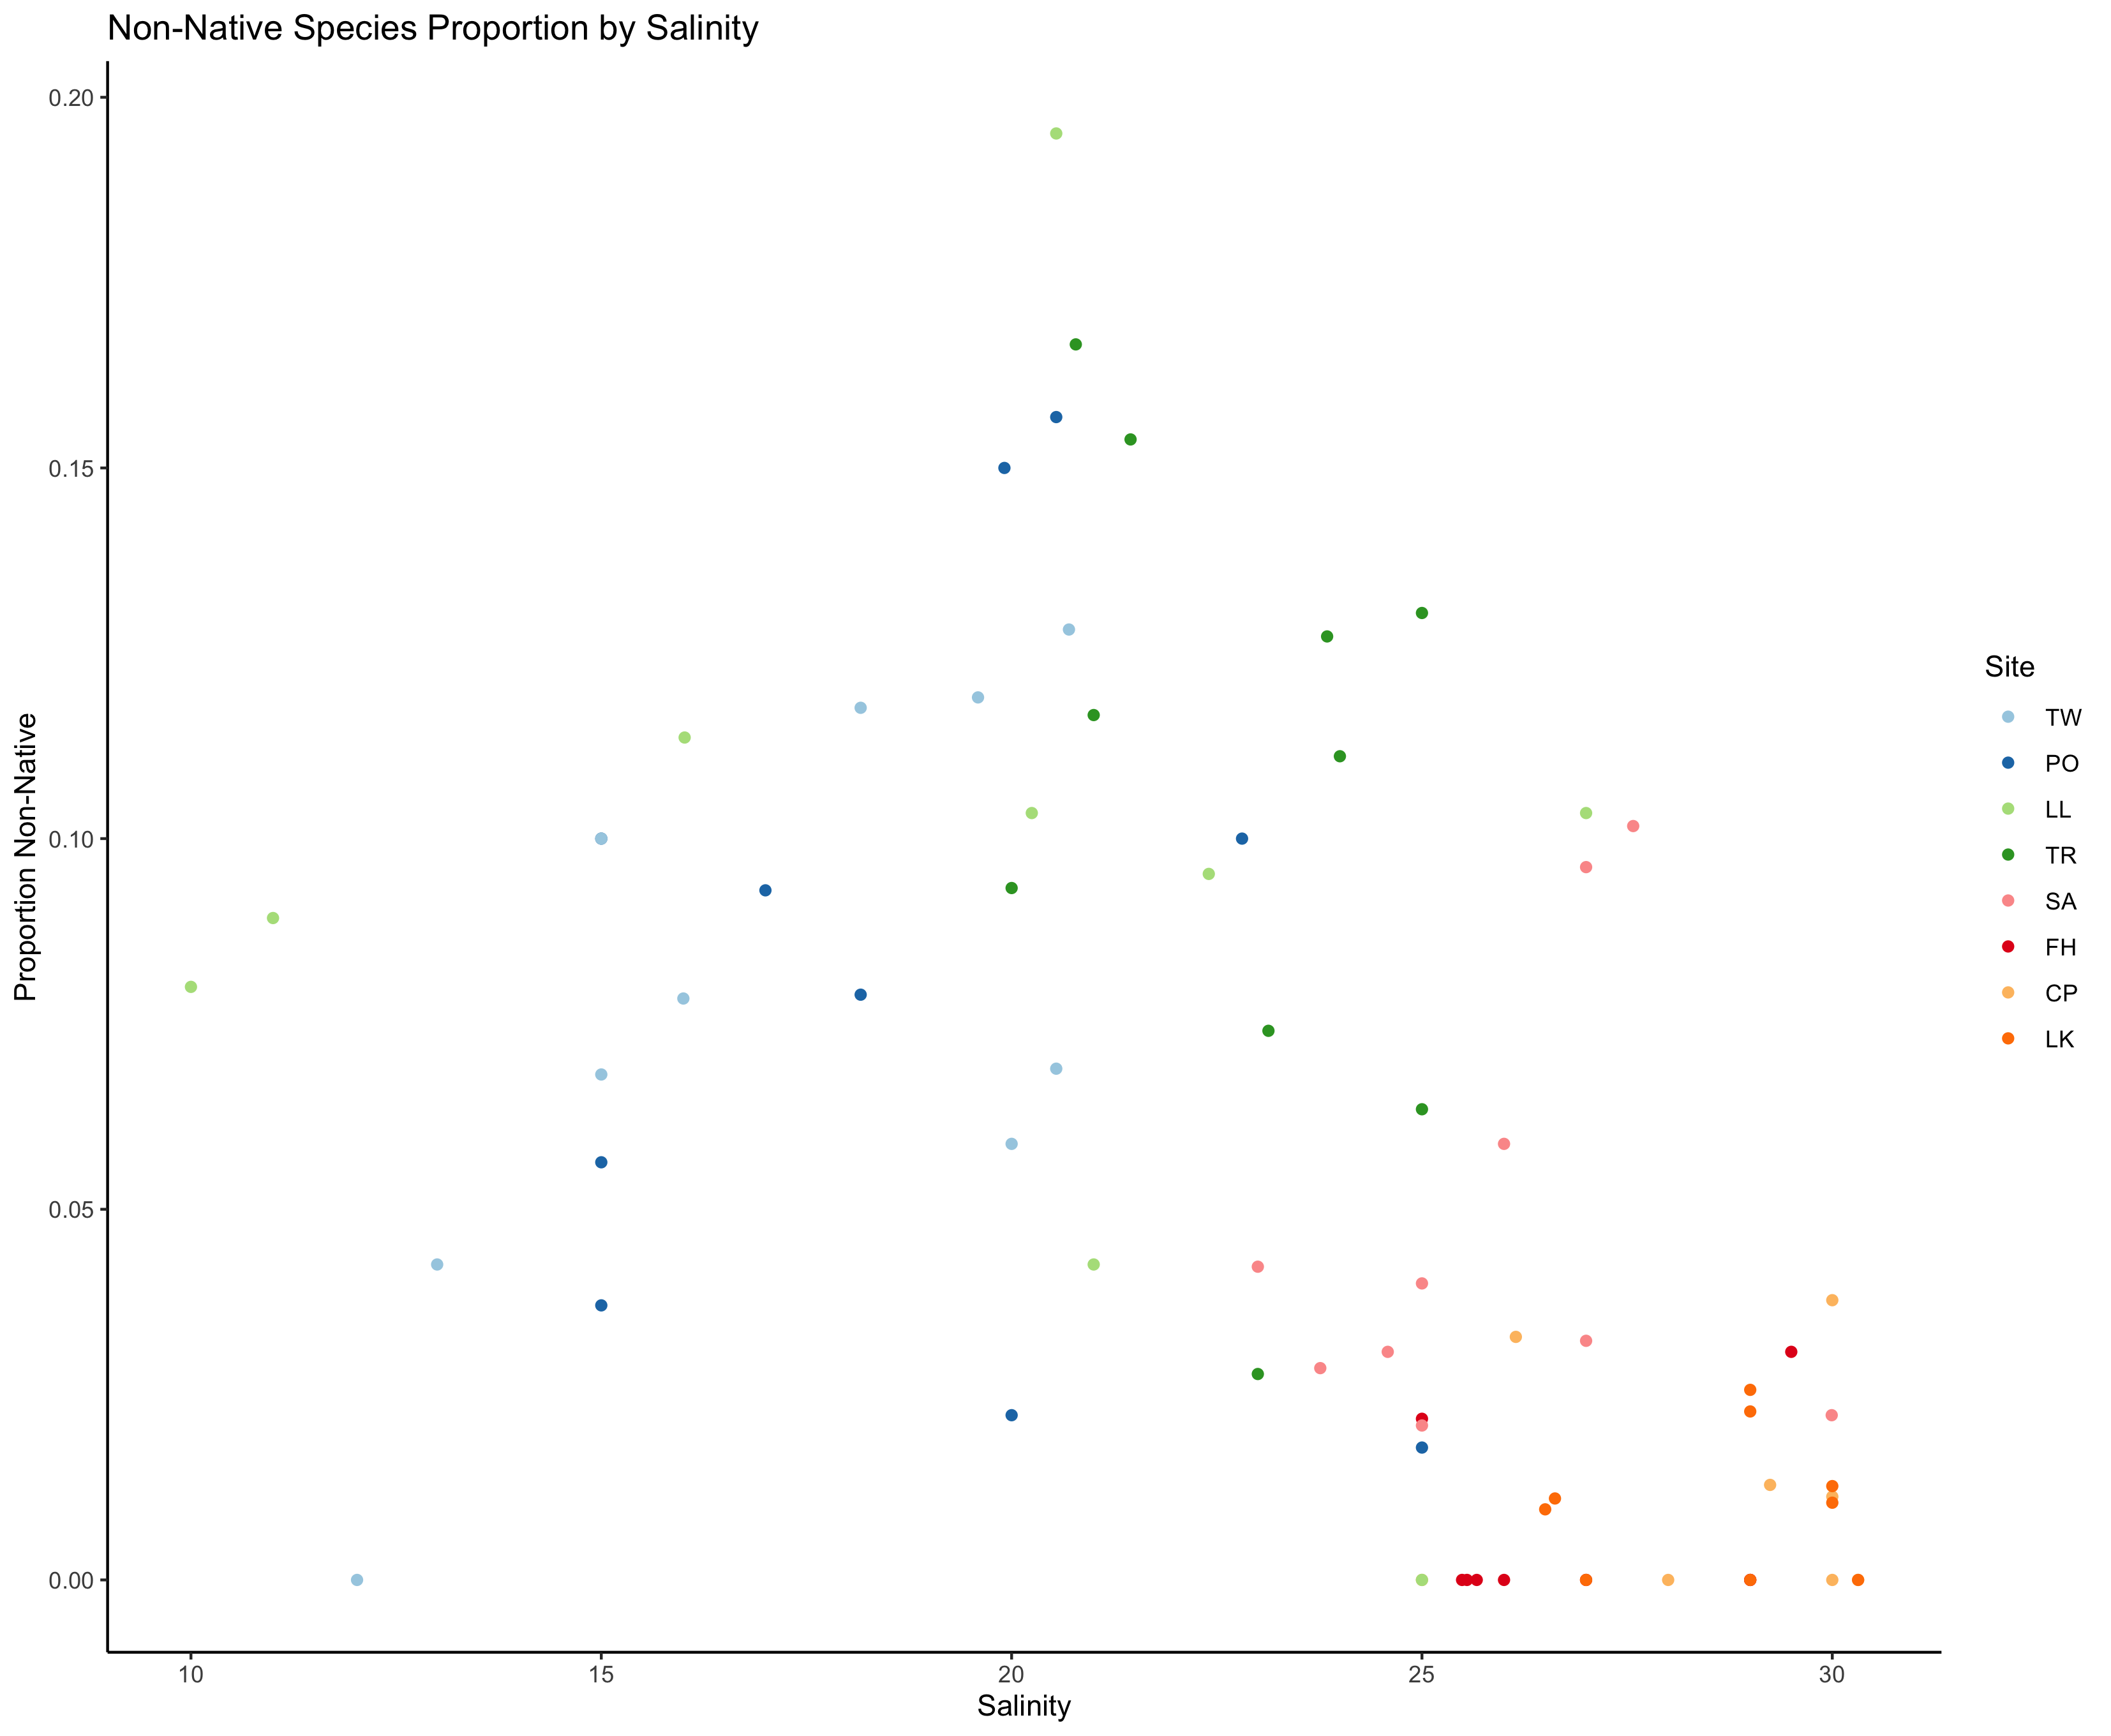 Non-Native Species Proportion by Salinity
0.20
0.15
0.10
0.05
0.00
Proportion Non-Native
10 15 20 25 30
Salinity
Site
TW
PO
LL
TR
SA
FH
CP
LK